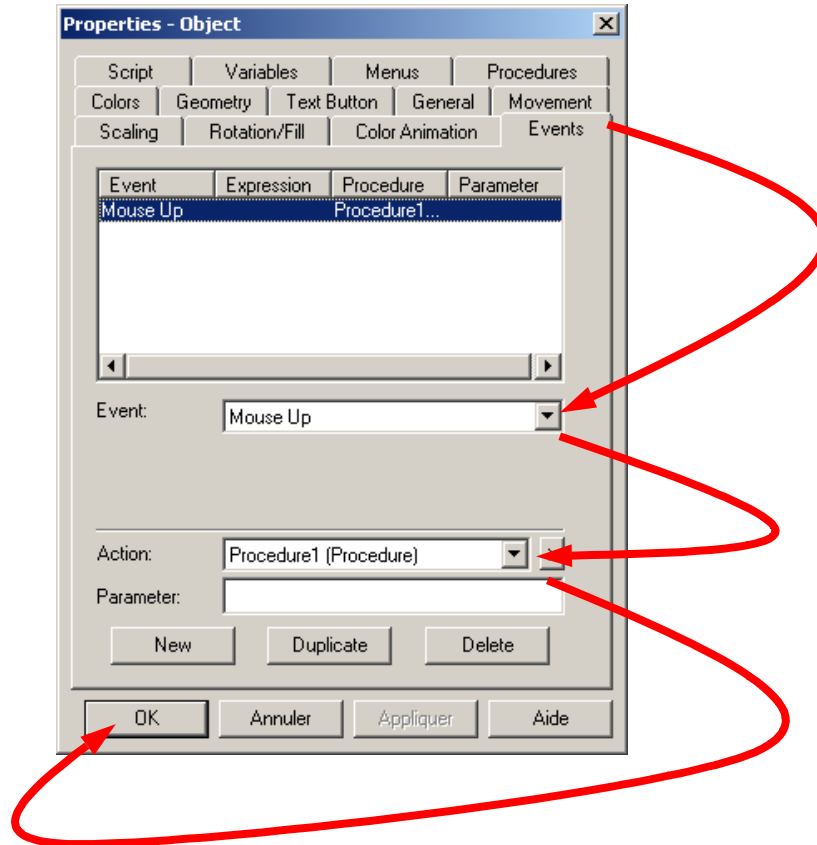 Properties - Object
Script Variables Menus Procedures
Colors Geometry Text Button General Movement
Scaling Rotation/Fill Color Animation Events
Event Expression Procedure Parameter
Mouse Up Procedure1...
Event: Mouse Up
Action: Procedure1 (Procedure)
Parameter:
New Duplicate Delete
OK Annuler Appliquer Aide